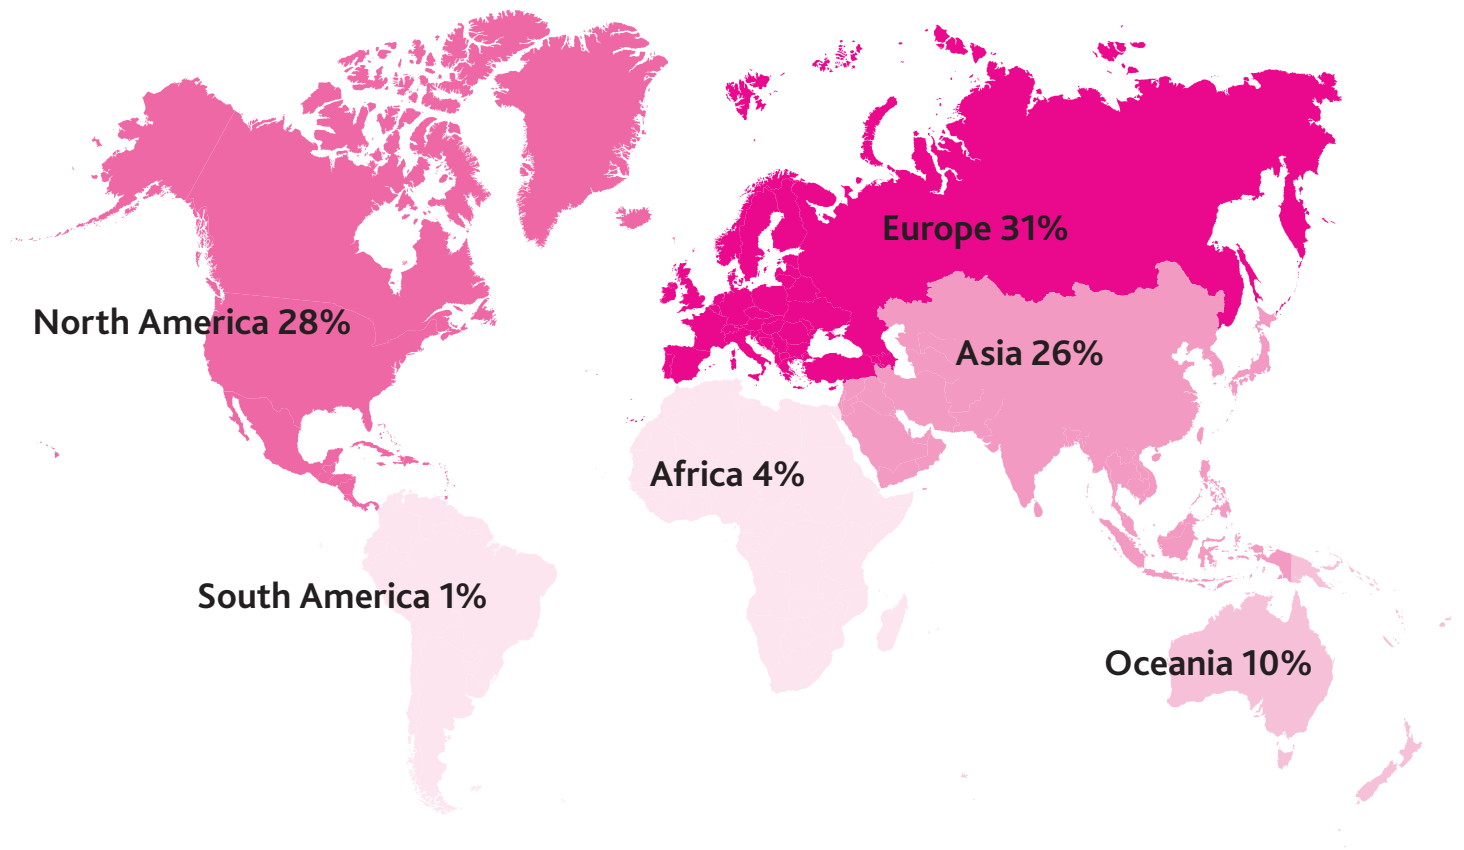 Europe 31%
North America 28%
Asia 26%
Africa 4%
South America 1%
Oceania 10%